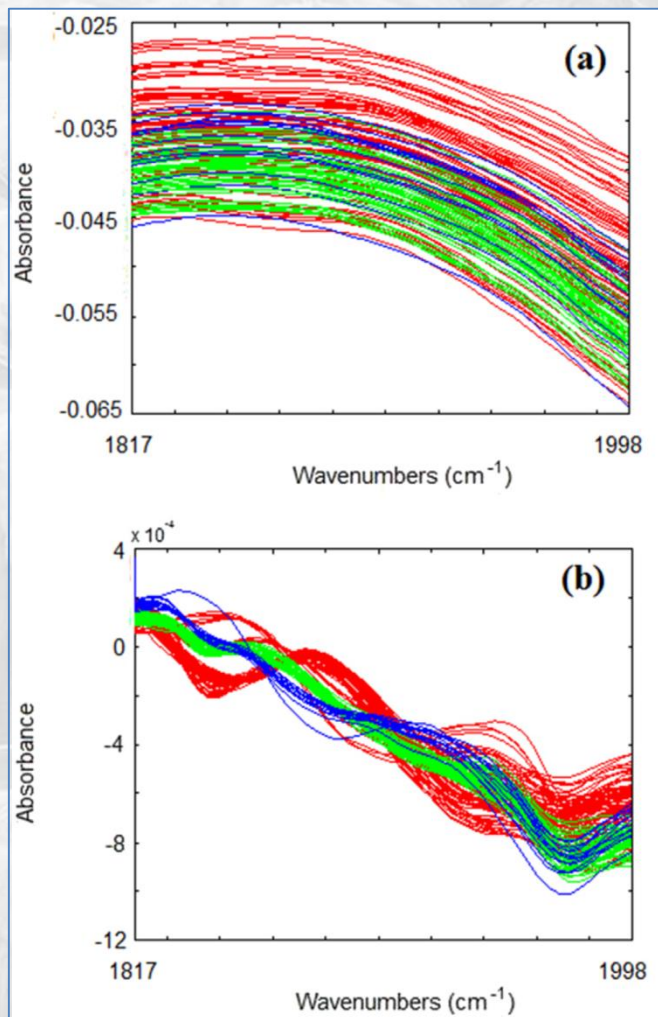 -0.025
(a)
-0.035
-0.045
-0.055
-0.065
Absorbance
1817
1998
Wavenumbers (cm⁻¹)
x 10⁻⁴
4
(b)
0
-4
-8
-12
Absorbance
1817
1998
Wavenumbers (cm⁻¹)